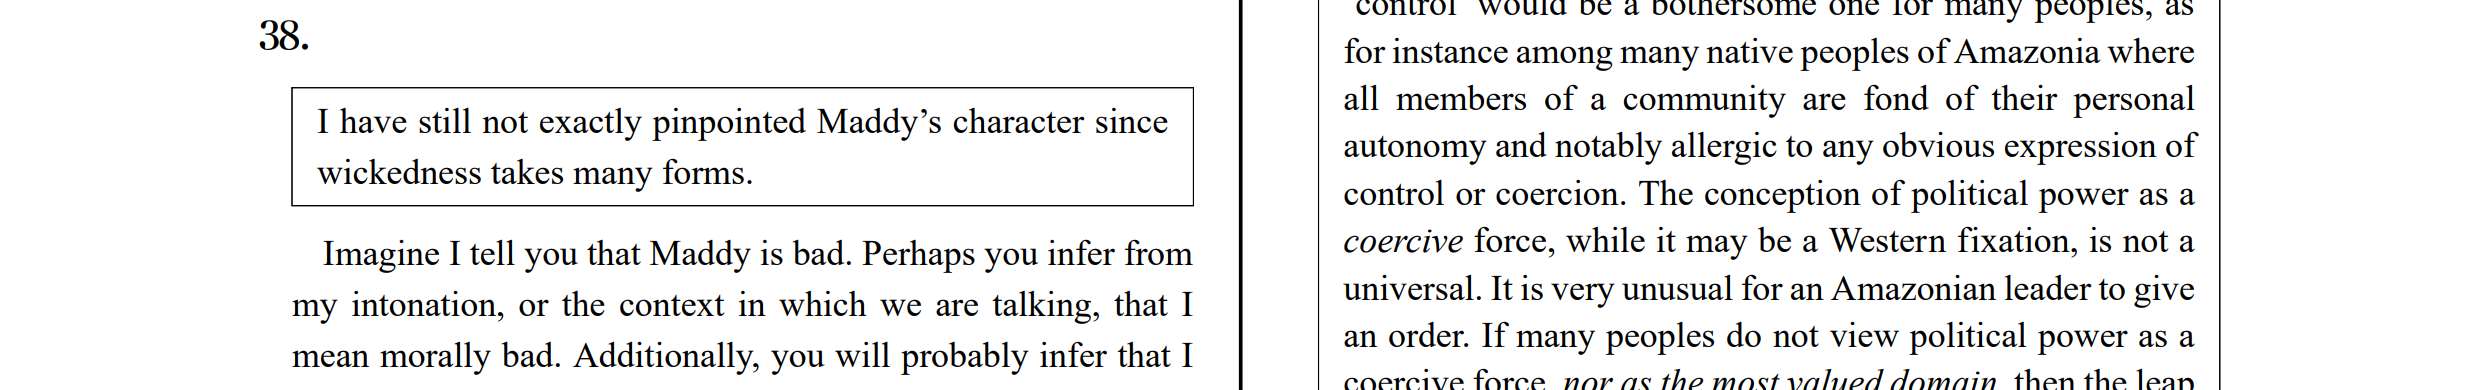 38.
I have still not exactly pinpointed Maddy’s character since
wickedness takes many forms.
Imagine I tell you that Maddy is bad. Perhaps you infer from
my intonation, or the context in which we are talking, that I
mean morally bad. Additionally, you will probably infer that I
control’ would be a bothersome one for many peoples, as
for instance among many native peoples of Amazonia where
all members of a community are fond of their personal
autonomy and notably allergic to any obvious expression of
control or coercion. The conception of political power as a
coercive force, while it may be a Western fixation, is not a
universal. It is very unusual for an Amazonian leader to give
an order. If many peoples do not view political power as a
coercive force, nor as the most valued domain, then the leap